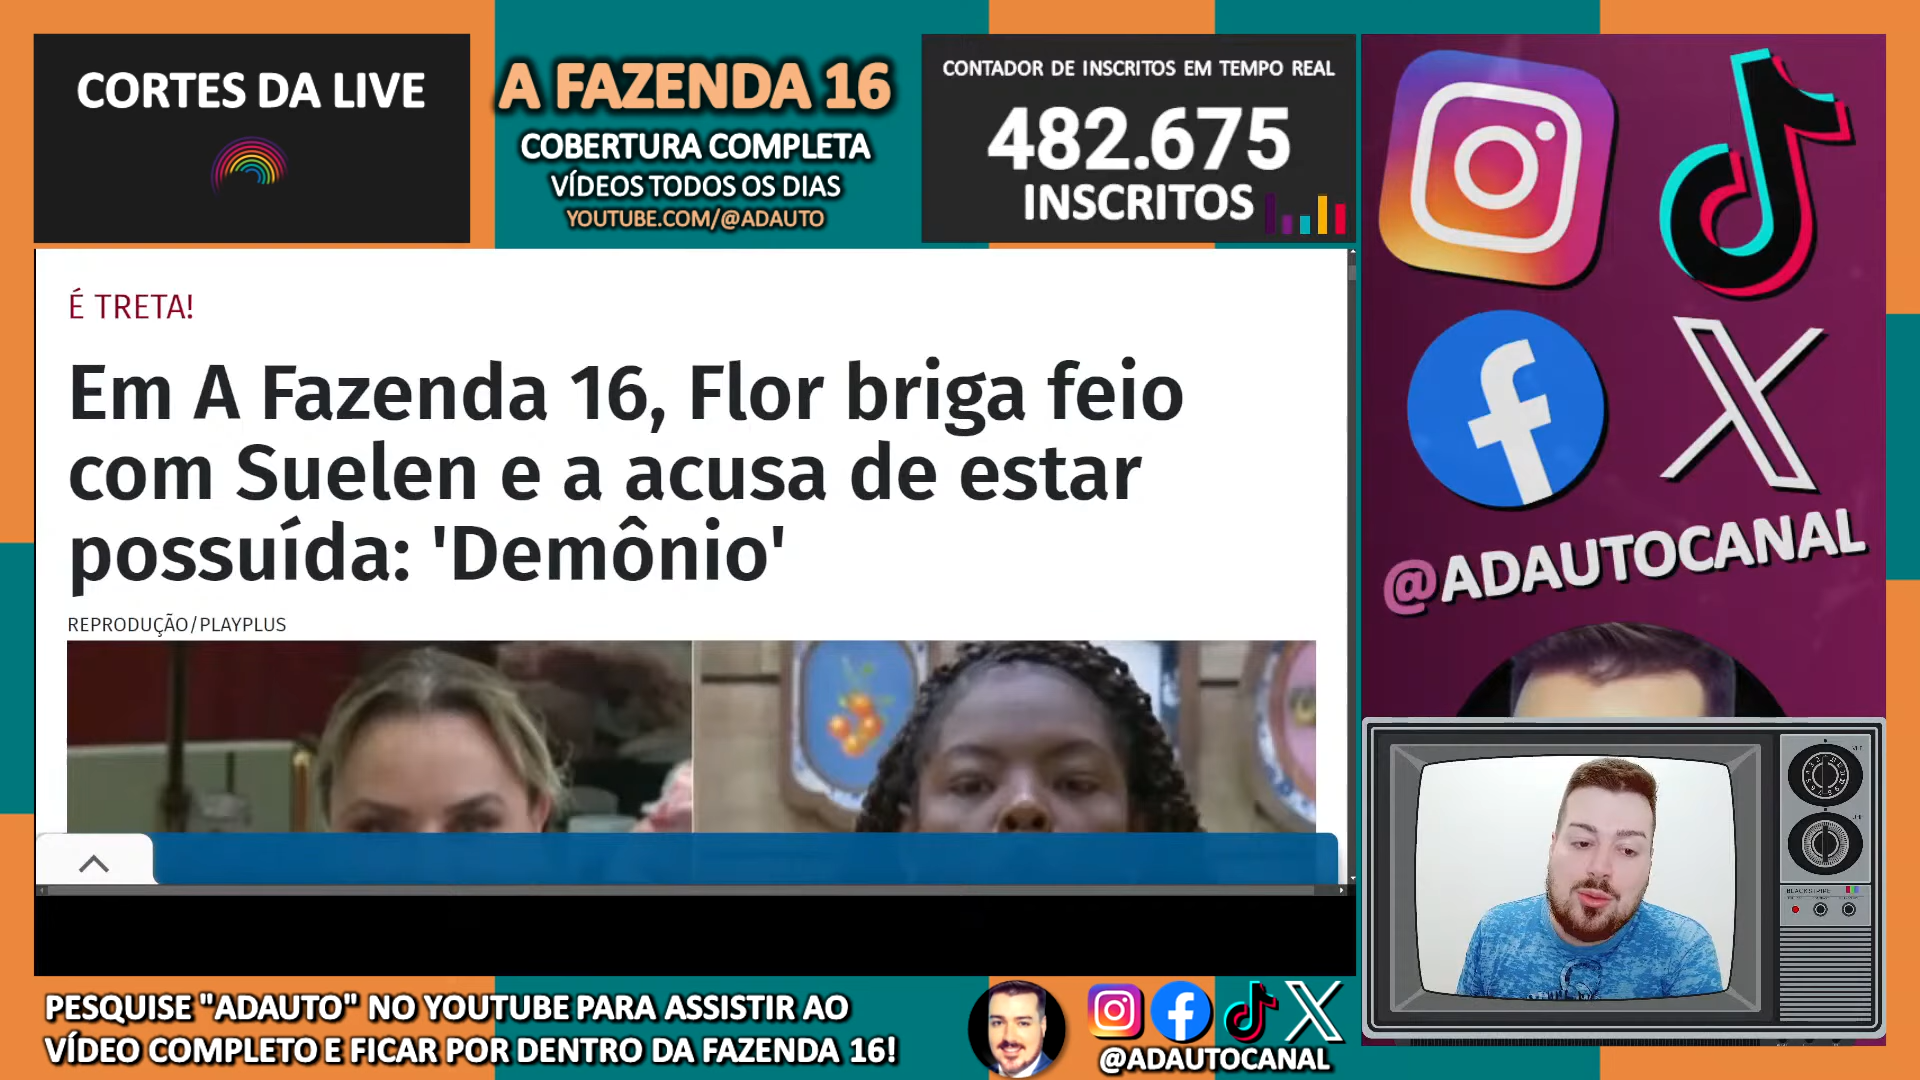 CORTES DA LIVE
A FAZENDA 16
COBERTURA COMPLETA
VÍDEOS TODOS OS DIAS
YOUTUBE.COM/@ADAUTO
CONTADOR DE INSCRITOS EM TEMPO REAL
482.675
INSCRITOS
É TRETA!
Em A Fazenda 16, Flor briga feio
com Suelen e a acusa de estar
possuída: 'Demônio'
REPRODUÇÃO/PLAYPLUS
@ADAUTOCANAL
BLACKSTRIPE
PESQUISE "ADAUTO" NO YOUTUBE PARA ASSISTIR AO
VÍDEO COMPLETO E FICAR POR DENTRO DA FAZENDA 16!
@ADAUTOCANAL